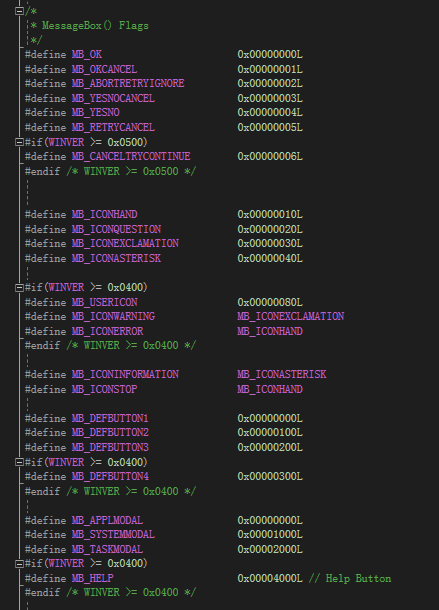 /*
* MessageBox() Flags
*/
#define MB_OK 0x00000000L
#define MB_OKCANCEL 0x00000001L
#define MB_ABORTRETRYIGNORE 0x00000002L
#define MB_YESNOCANCEL 0x00000003L
#define MB_YESNO 0x00000004L
#define MB_RETRYCANCEL 0x00000005L
#if(WINVER >= 0x0500)
#define MB_CANCELTRYCONTINUE 0x00000006L
#endif /* WINVER >= 0x0500 */
#define MB_ICONHAND 0x00000010L
#define MB_ICONQUESTION 0x00000020L
#define MB_ICONEXCLAMATION 0x00000030L
#define MB_ICONASTERISK 0x00000040L
#if(WINVER >= 0x0400)
#define MB_USERICON 0x00000080L
#define MB_ICONWARNING MB_ICONEXCLAMATION
#define MB_ICONERROR MB_ICONHAND
#endif /* WINVER >= 0x0400 */
#define MB_ICONINFORMATION MB_ICONASTERISK
#define MB_ICONSTOP MB_ICONHAND
#define MB_DEFBUTTON1 0x00000000L
#define MB_DEFBUTTON2 0x00000100L
#define MB_DEFBUTTON3 0x00000200L
#if(WINVER >= 0x0400)
#define MB_DEFBUTTON4 0x00000300L
#endif /* WINVER >= 0x0400 */
#define MB_APPLMODAL 0x00000000L
#define MB_SYSTEMMODAL 0x00001000L
#define MB_TASKMODAL 0x00002000L
#if(WINVER >= 0x0400)
#define MB_HELP 0x00004000L // Help Button
#endif /* WINVER >= 0x0400 */